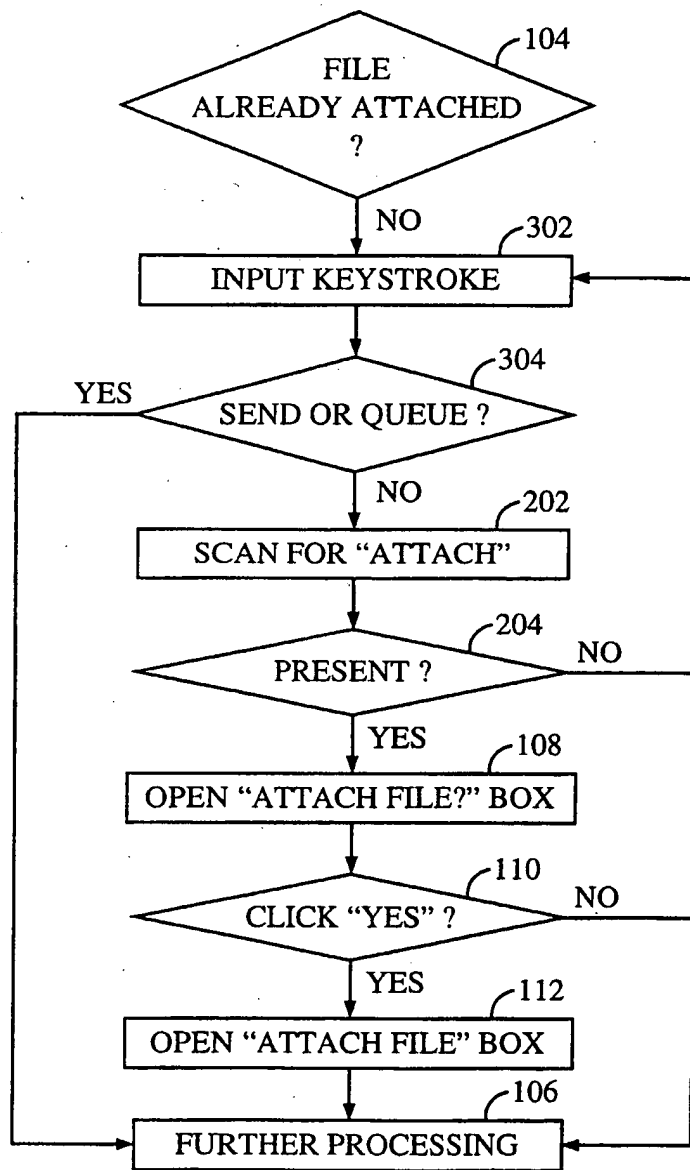 104
FILE
ALREADY ATTACHED
?
NO
302
INPUT KEYSTROKE
304
YES
SEND OR QUEUE ?
NO
202
SCAN FOR “ATTACH”
204
NO
PRESENT ?
YES
108
OPEN “ATTACH FILE?” BOX
110
NO
CLICK “YES” ?
YES
112
OPEN “ATTACH FILE” BOX
106
FURTHER PROCESSING